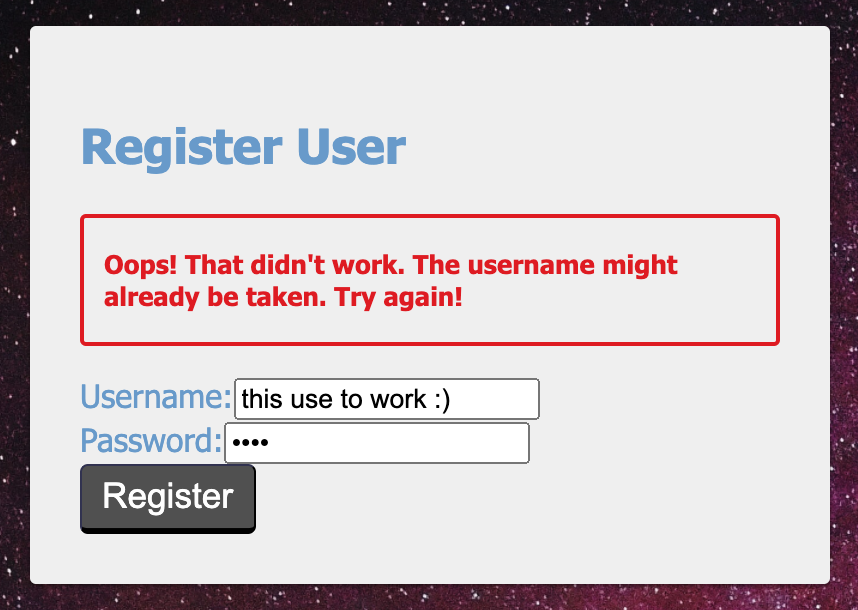 Register User
Oops! That didn't work. The username might
already be taken. Try again!
Username: this use to work :)
Password: ••••
Register